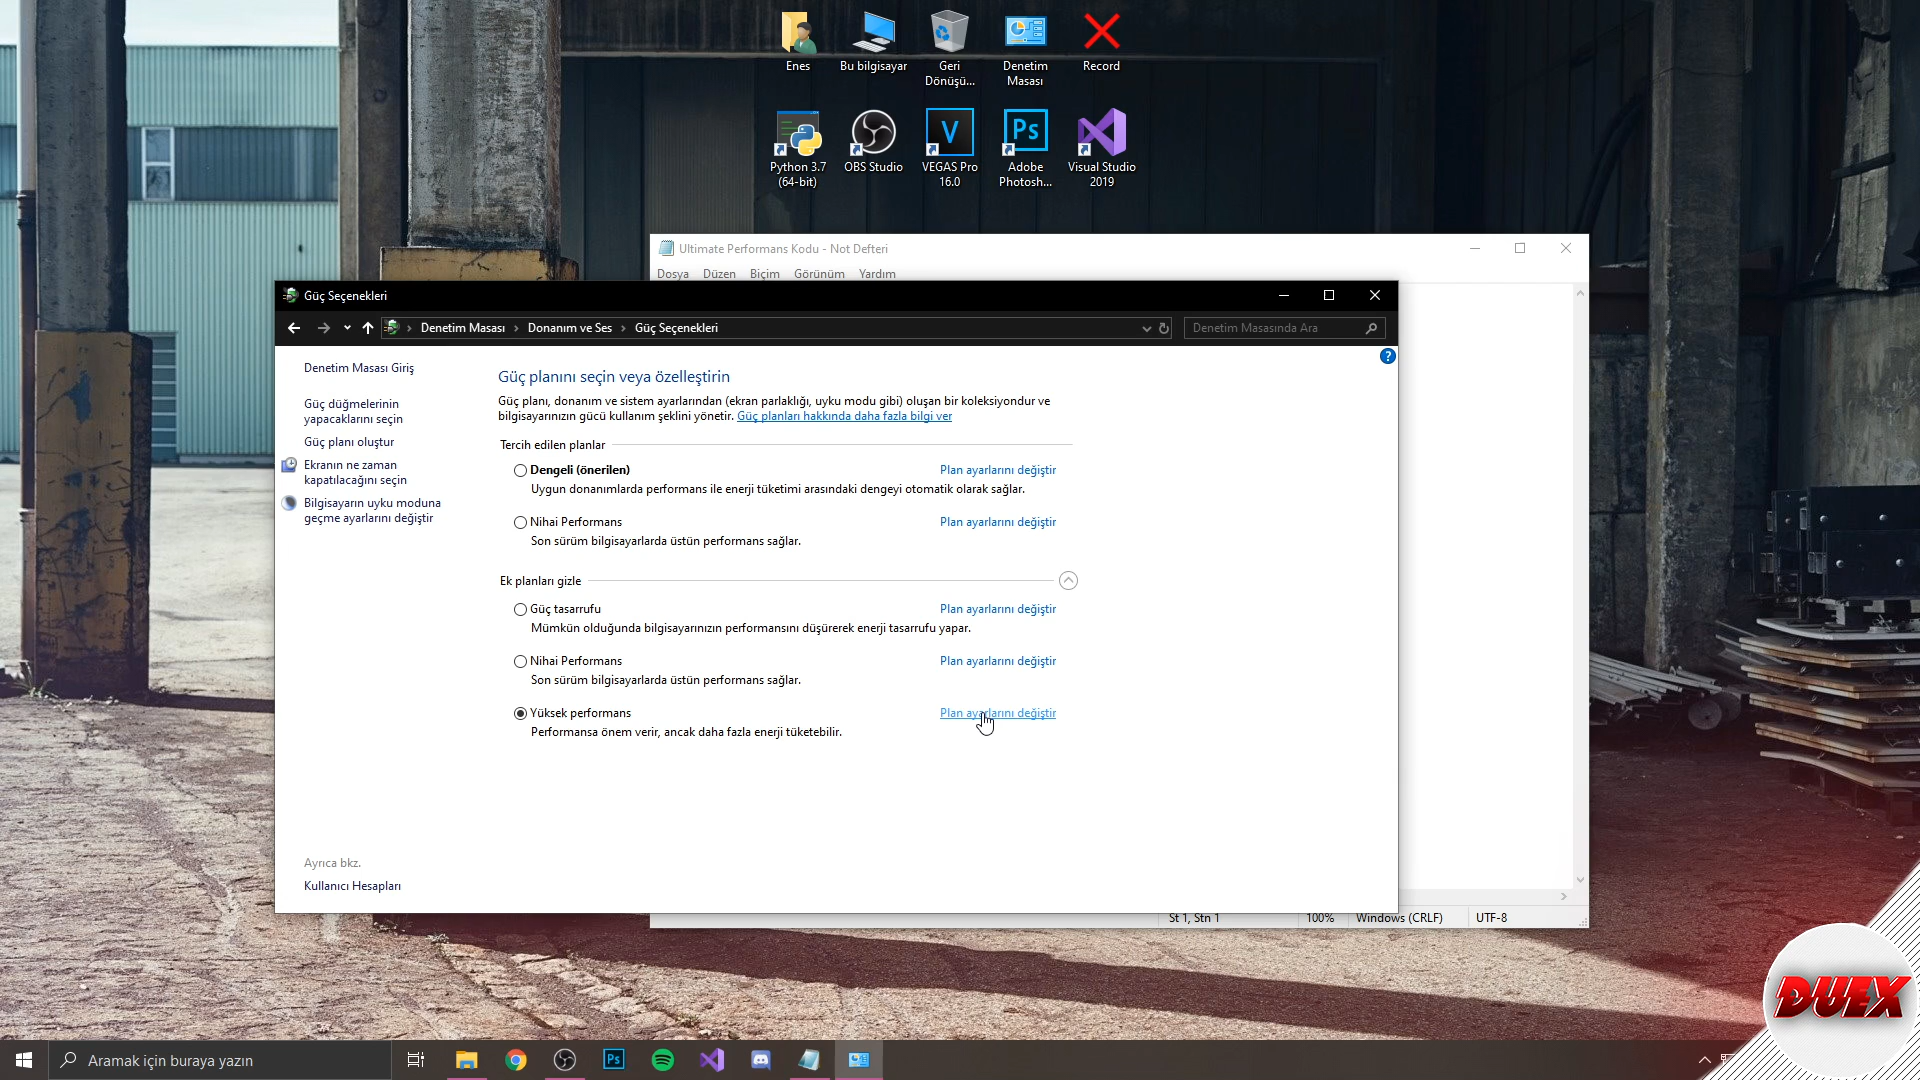 Enes
Bu bilgisayar
Geri
Dönüşü...
Denetim
Masası
Record
Python 3.7
(64-bit)
OBS Studio
VEGAS Pro
16.0
Adobe
Photosh...
Visual Studio
2019
Ultimate Performans Kodu - Not Defteri
Dosya Düzen Biçim Görünüm Yardım
Güç Seçenekleri
Denetim Masası › Donanım ve Ses › Güç Seçenekleri
Denetim Masasında Ara
Denetim Masası Giriş
Güç düğmelerinin
yapacaklarını seçin
Güç planı oluştur
Ekranın ne zaman
kapatılacağını seçin
Bilgisayarın uyku moduna
geçme ayarlarını değiştir
Güç planını seçin veya özelleştirin
Güç planı, donanım ve sistem ayarlarından (ekran parlaklığı, uyku modu gibi) oluşan bir koleksiyondur ve
bilgisayarınızın gücü kullanım şeklini yönetir. Güç planları hakkında daha fazla bilgi ver
Tercih edilen planlar
Dengeli (önerilen) Plan ayarlarını değiştir
Uygun donanımlarda performans ile enerji tüketimi arasındaki dengeyi otomatik olarak sağlar.
Nihai Performans Plan ayarlarını değiştir
Son sürüm bilgisayarlarda üstün performans sağlar.
Ek planları gizle
Güç tasarrufu Plan ayarlarını değiştir
Mümkün olduğunda bilgisayarınızın performansını düşürerek enerji tasarrufu yapar.
Nihai Performans Plan ayarlarını değiştir
Son sürüm bilgisayarlarda üstün performans sağlar.
Yüksek performans Plan ayarlarını değiştir
Performansa önem verir, ancak daha fazla enerji tüketebilir.
Ayrıca bkz.
Kullanıcı Hesapları
St 1, Stn 1 100% Windows (CRLF) UTF-8
DUEX
Aramak için buraya yazın